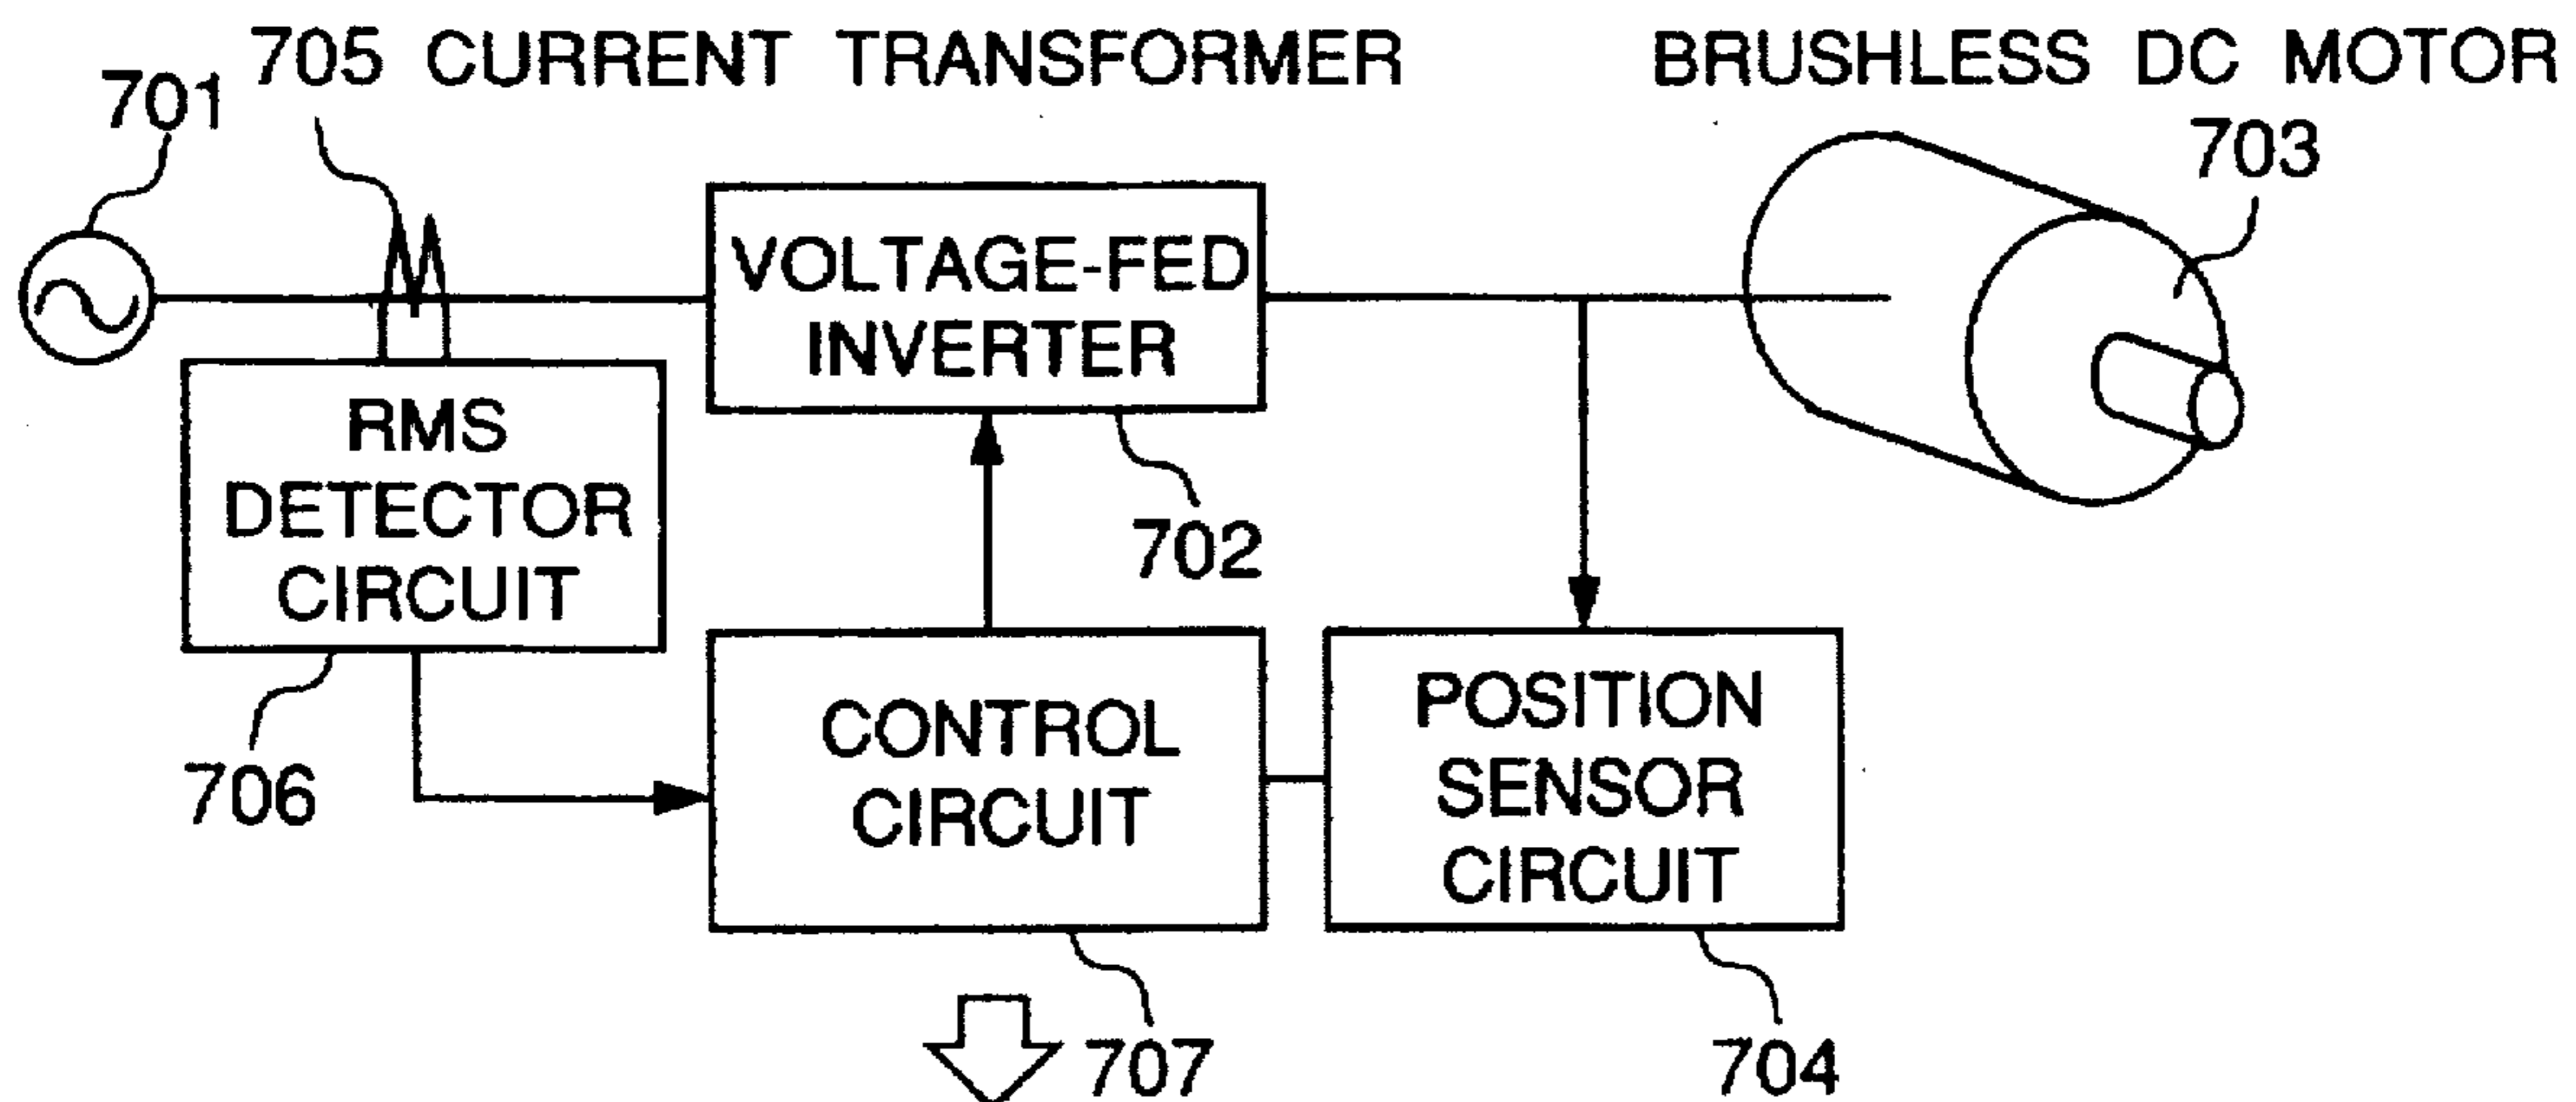 705 CURRENT TRANSFORMER
BRUSHLESS DC MOTOR
701
703
VOLTAGE-FED
INVERTER
RMS
DETECTOR
CIRCUIT
702
CONTROL
CIRCUIT
POSITION
SENSOR
CIRCUIT
706
707
704